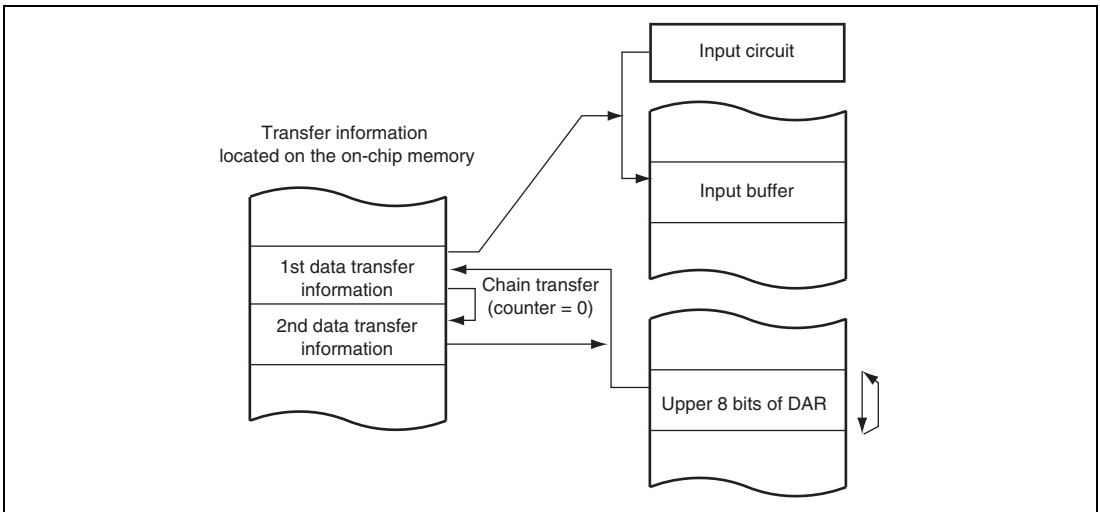 Input circuit
Transfer information
located on the on-chip memory
Input buffer
1st data transfer
information
Chain transfer
(counter = 0)
2nd data transfer
information
Upper 8 bits of DAR